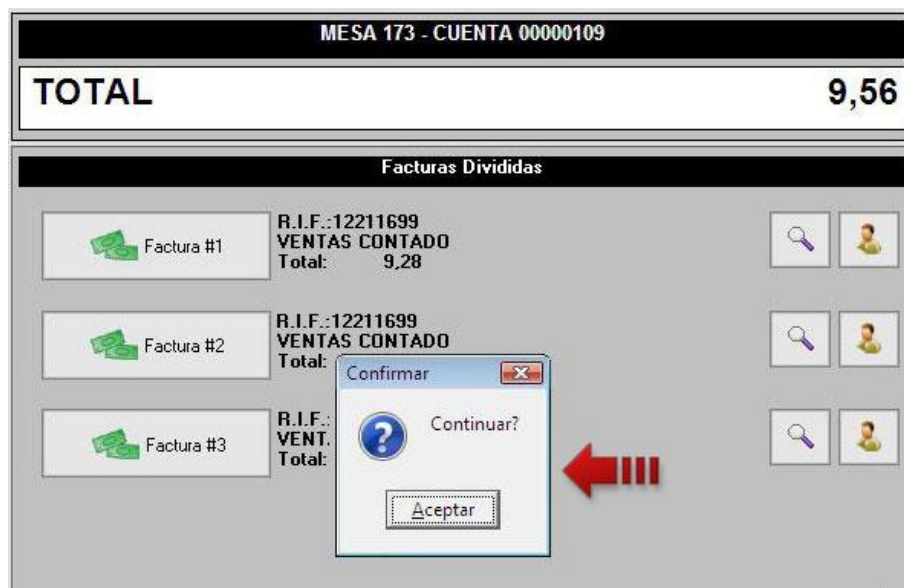 MESA 173 - CUENTA 00000109
TOTAL 9,56
Facturas Divididas
Factura #1
R.I.F.:12211699
VENTAS CONTADO
Total: 9,28
Factura #2
R.I.F.:12211699
VENTAS CONTADO
Total:
Factura #3
R.I.F.:
VENT.
Total:
Confirmar
Continuar?
Aceptar